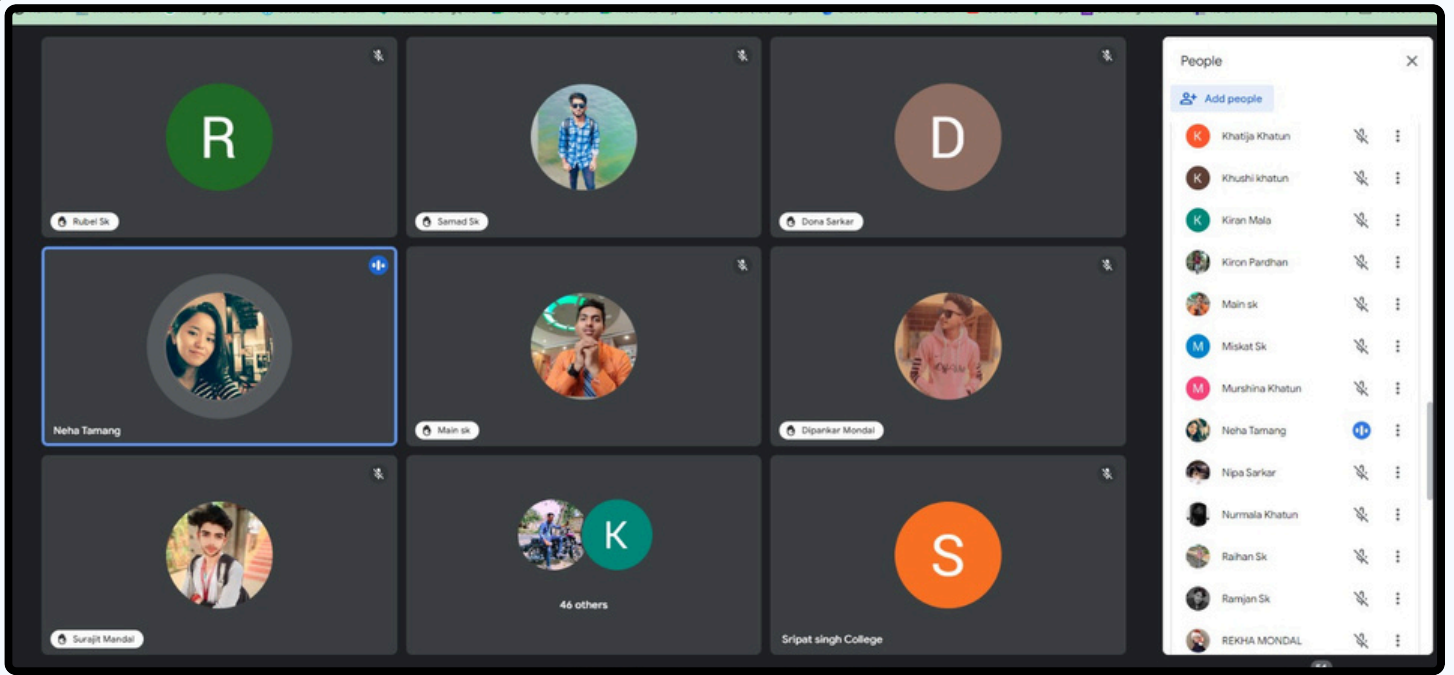 R
Rubel Sk
Samad Sk
D
Dona Sarkar
Neha Tamang
Main sk
Dipankar Mondal
Surajit Mandal
K
46 others
S
Sripat singh College
People
Add people
K Khatija Khatun
K Khushi khatun
K Kiran Mala
Kiron Pardhan
Main sk
M Miskat Sk
M Murshina Khatun
Neha Tamang
Nipa Sarkar
Nurmala Khatun
Raihan Sk
Ramjan Sk
REKHA MONDAL